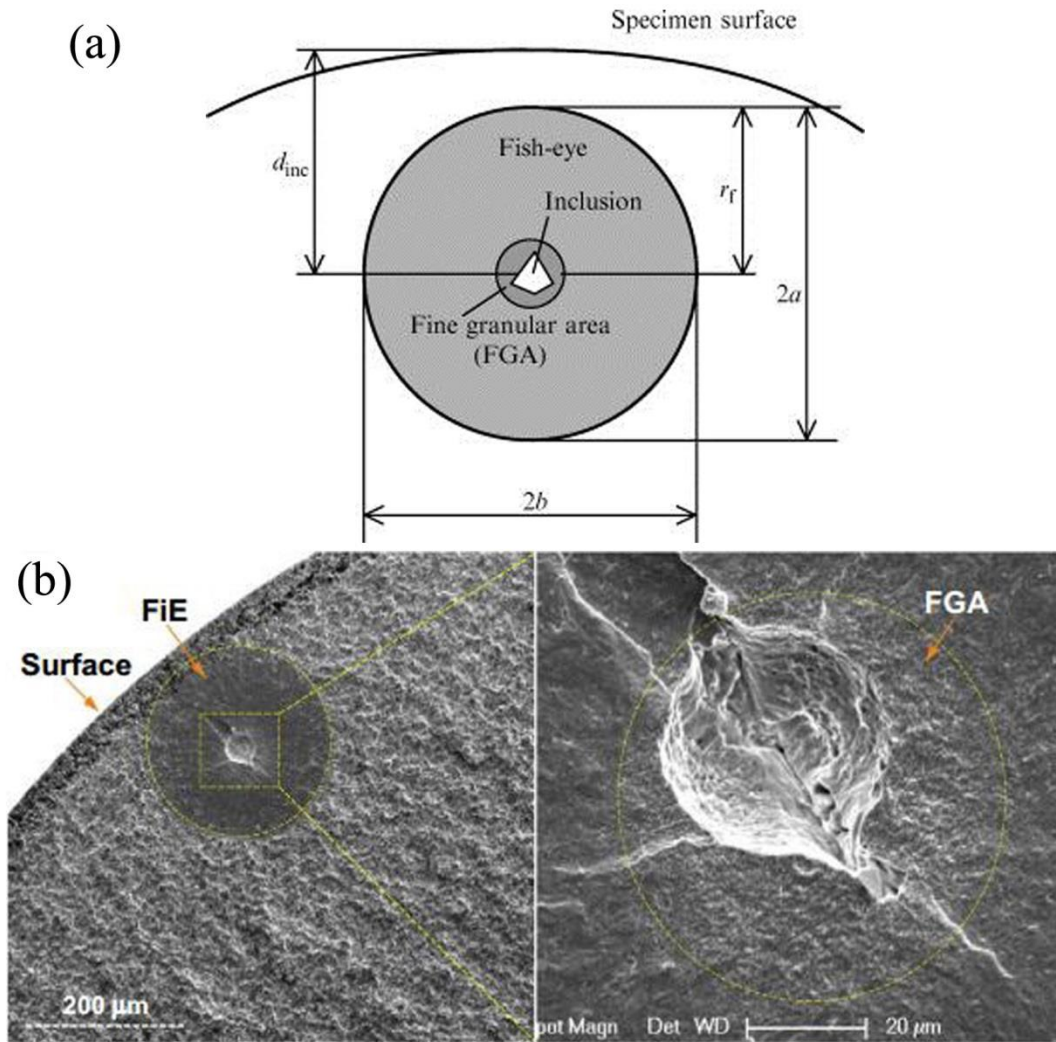 (a)
Specimen surface
d_inc
Fish-eye
r_f
Inclusion
2a
Fine granular area
(FGA)
2b
(b)
FiE
Surface
200 µm
FGA
pot Magn Det WD 20 µm